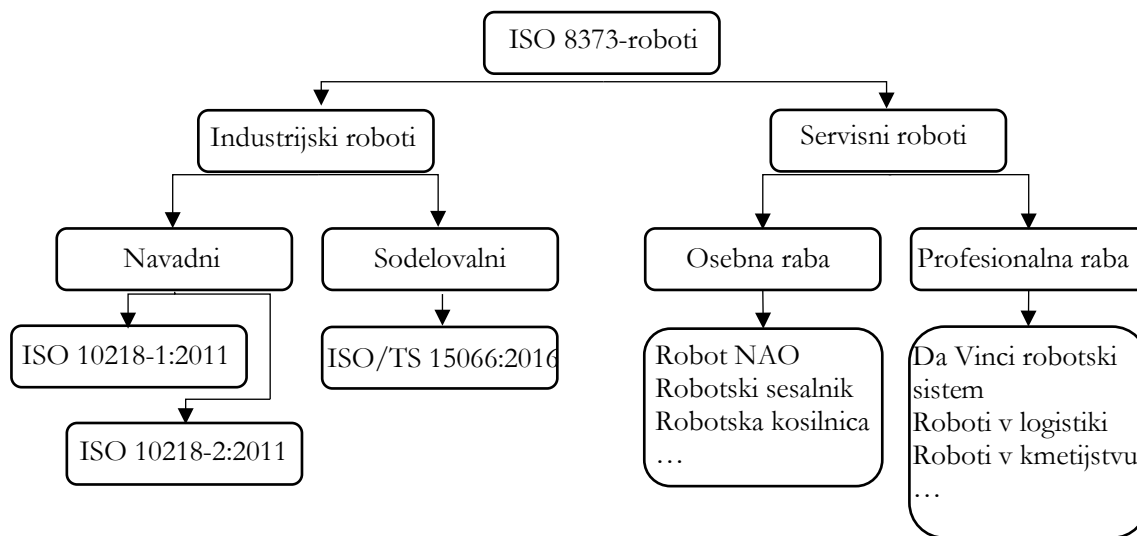 ISO 8373-roboti
Industrijski roboti
Servisni roboti
Navadni
Sodelovalni
Osebna raba
Profesionalna raba
ISO 10218-1:2011
ISO/TS 15066:2016
ISO 10218-2:2011
Robot NAO
Robotski sesalnik
Robotska kosilnica
…
Da Vinci robotski
sistem
Roboti v logistiki
Roboti v kmetijstvu
…